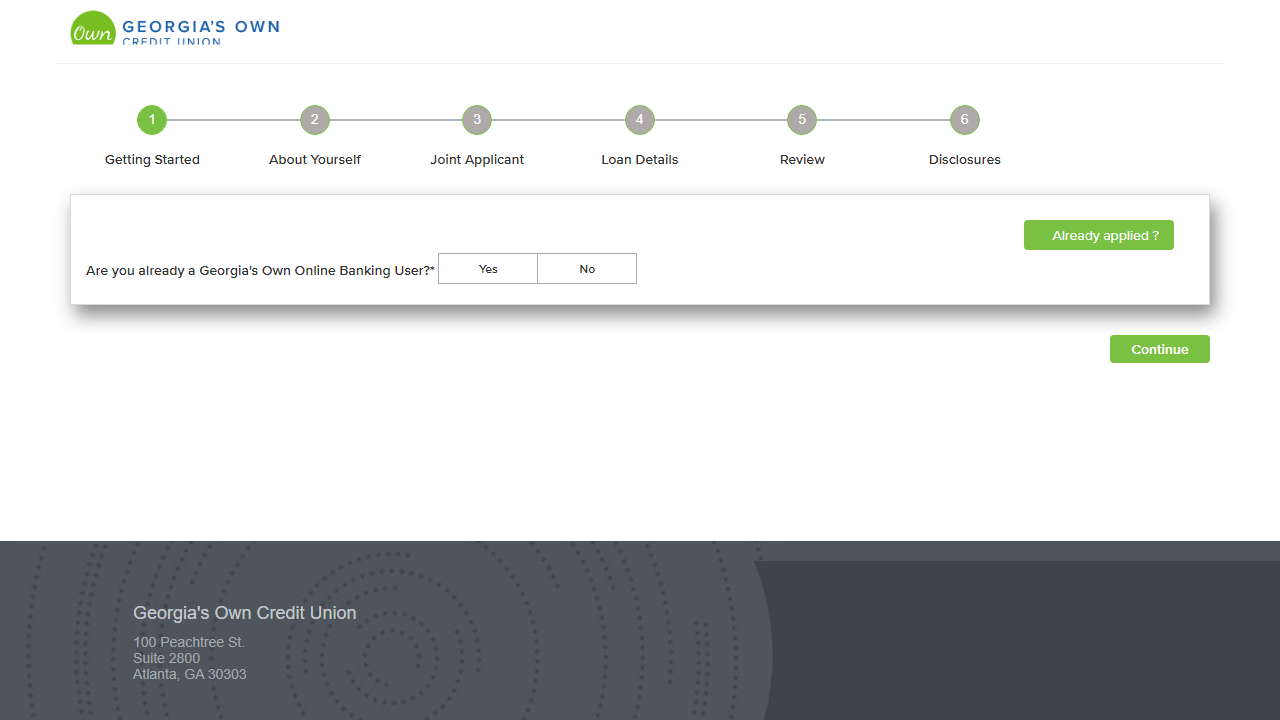 Own GEORGIA'S OWN
CREDIT UNION
1 2 3 4 5 6
Getting Started About Yourself Joint Applicant Loan Details Review Disclosures
Already applied ?
Are you already a Georgia's Own Online Banking User?* Yes No
Continue
Georgia's Own Credit Union
100 Peachtree St.
Suite 2800
Atlanta, GA 30303